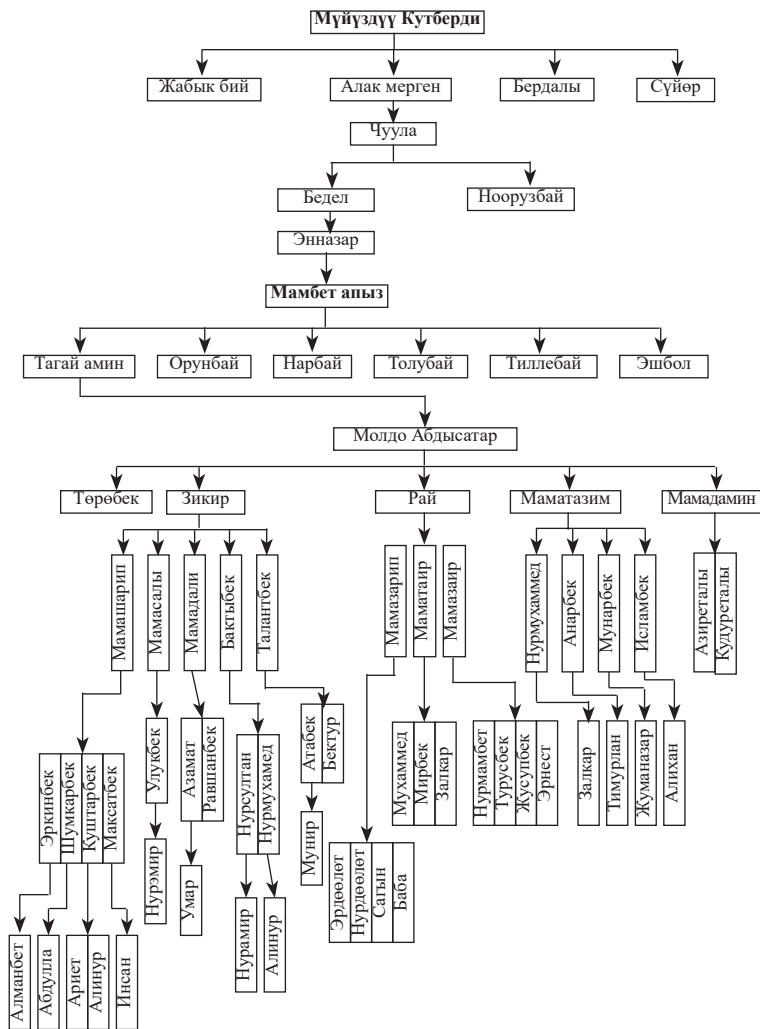 Мүйүздүү Кутберди
Жабык бий
Алак мерген
Бердалы
Сүйөр
Чуула
Бедел
Ноорузбай
Энназар
Мамбет апыз
Тагай амин
Орунбай
Нарбай
Толубай
Тиллебай
Эшбол
Молдо Абдысатар
Төрөбек
Зикир
Рай
Маматазим
Мамадамин
Мамашарип
Мамасалы
Мамадали
Бактыбек
Талантбек
Мамазарип
Маматаир
Мамазаир
Нурмухаммед
Анарбек
Мунарбек
Исламбек
Азиреталы
Кудуреталы
Эркинбек
Шумкарбек
Куштарбек
Максатбек
Улукбек
Азамат
Равшанбек
Нурсултан
Нурмухамед
Атабек
Бектур
Мухаммед
Мирбек
Залкар
Нурмамбет
Турусбек
Жусупбек
Эрнест
Залкар
Тимурлан
Жуманазар
Алихан
Нурэмир
Умар
Мунир
Эрдөөлөт
Нурдөөлөт
Сагын
Баба
Нурамир
Алинур
Алманбет
Абдулла
Ариет
Алинур
Инсан